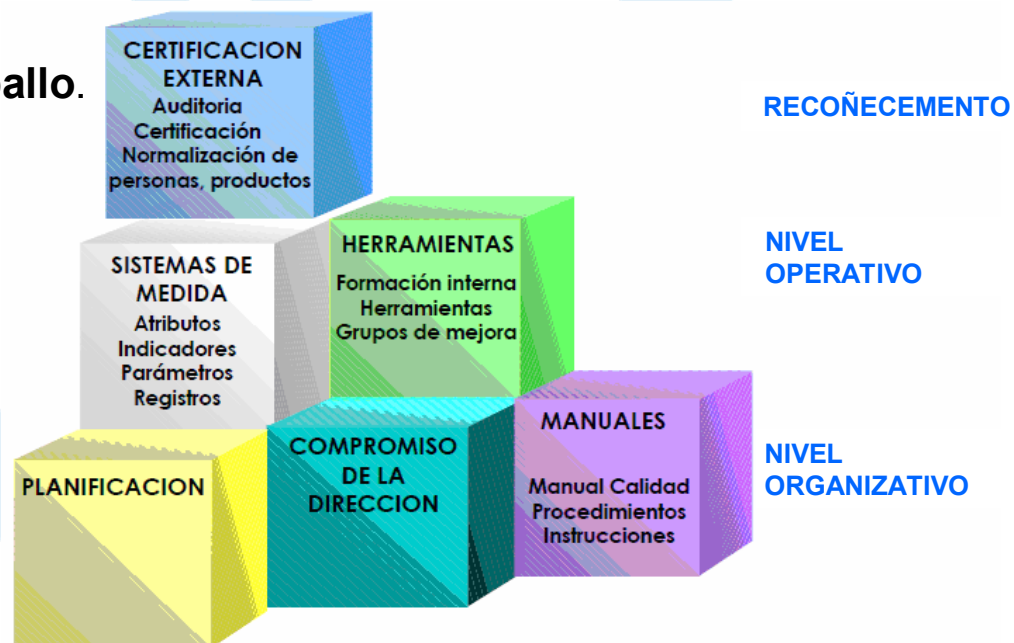 CERTIFICACION
EXTERNA
Auditoria
Certificación
Normalización de
personas, productos
allo.
RECOÑECEMENTO
SISTEMAS DE
MEDIDA
Atributos
Indicadores
Parámetros
Registros
HERRAMIENTAS
Formación interna
Herramientas
Grupos de mejora
NIVEL
OPERATIVO
PLANIFICACION
COMPROMISO
DE LA
DIRECCION
MANUALES
Manual Calidad
Procedimientos
Instrucciones
NIVEL
ORGANIZATIVO